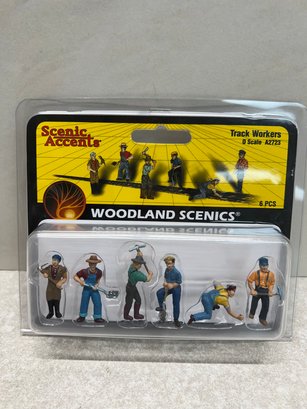 Scenic
Accents®
Track Workers
O Scale A2723
6 PCS
WOODLAND SCENICS®